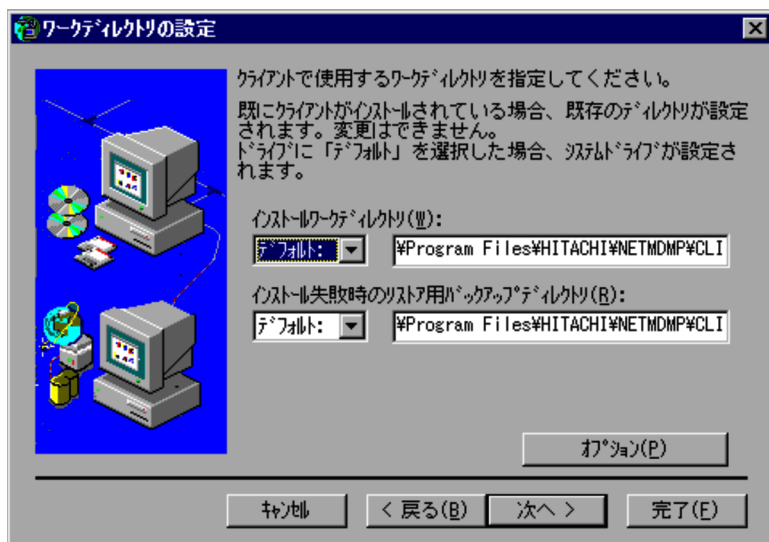 ワークディレクトリの設定
クライアントで使用するワークディレクトリを指定してください。
既にクライアントがインストールされている場合、既存のディレクトリが設定
されます。変更はできません。
ドライブに「デフォルト」を選択した場合、システムドライブが設定さ
れます。
インストールワークディレクトリ(W):
デフォルト: ¥Program Files¥HITACHI¥NETMDMP¥CLI
インストール失敗時のリストア用バックアップディレクトリ(R):
デフォルト: ¥Program Files¥HITACHI¥NETMDMP¥CLI
オプション(P)
キャンセル < 戻る(B) 次へ > 完了(F)